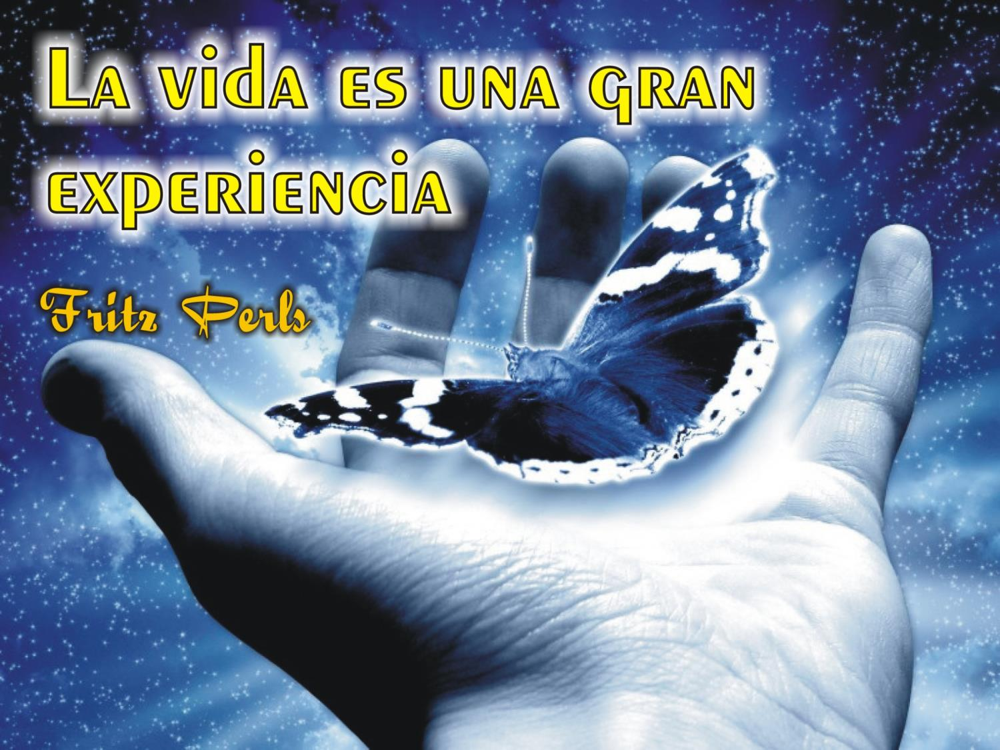 La vida es una gran
experiencia
Fritz Perls